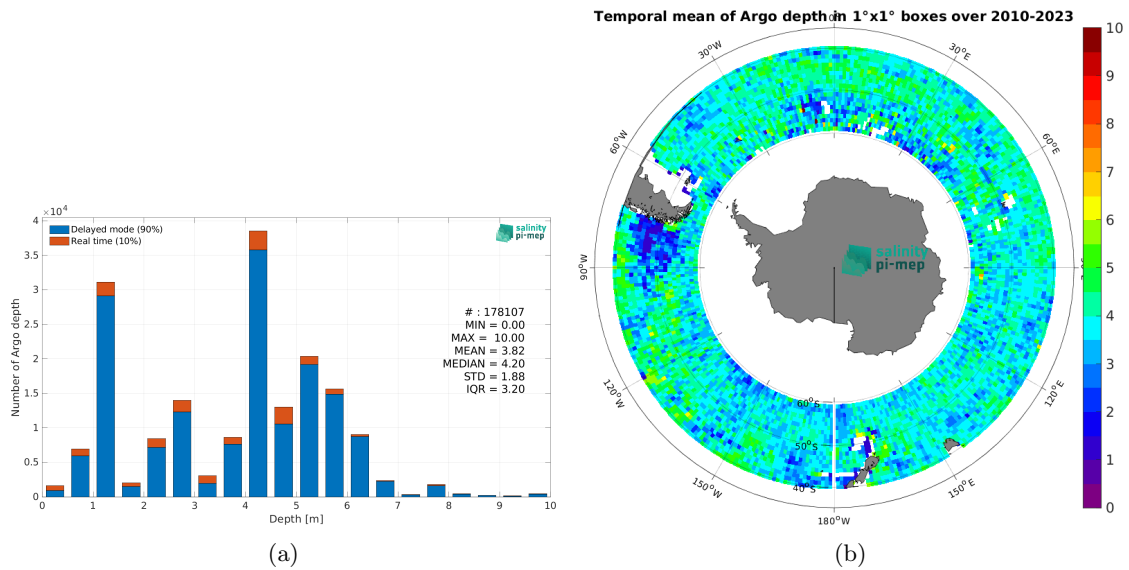 ×10⁴
4
3.5
3
2.5
2
1.5
1
0.5
0
Number of Argo depth
Delayed mode (90%)
Real time (10%)
salinity
pi-mep
# : 178107
MIN = 0.00
MAX = 10.00
MEAN = 3.82
MEDIAN = 4.20
STD = 1.88
IQR = 3.20
0 1 2 3 4 5 6 7 8 9 10
Depth [m]
(a)
Temporal mean of Argo depth in 1°x1° boxes over 2010-2023
30°W
30°E
60°W
60°E
90°W
120°W
120°E
150°W
150°E
180°W
60°S
50°S
40°S
salinity
pi-mep
10
9
8
7
6
5
4
3
2
1
0
(b)